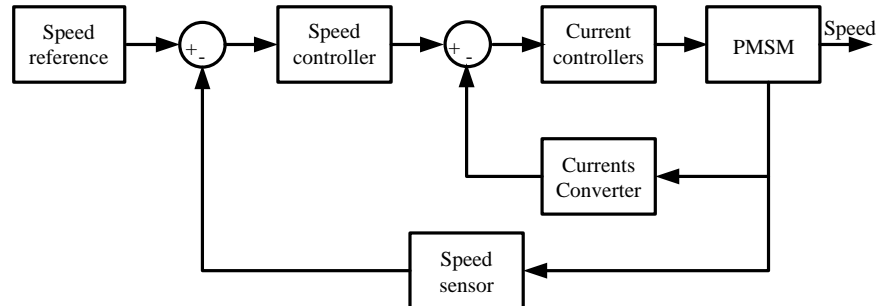 Speed
reference
+
-
Speed
controller
+
-
Current
controllers
PMSM
Speed
Currents
Converter
Speed
sensor